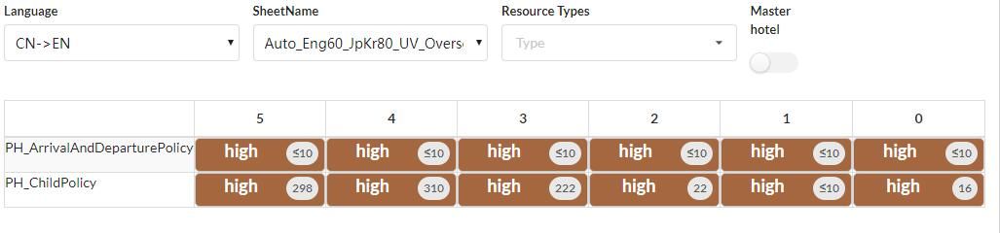 Language SheetName Resource Types Master hotel
CN->EN Auto_Eng60_JpKr80_UV_Overs Type
5 4 3 2 1 0
PH_ArrivalAndDeparturePolicy high ≤10 high ≤10 high ≤10 high ≤10 high ≤10 high ≤10
PH_ChildPolicy high 298 high 310 high 222 high 22 high ≤10 high 16